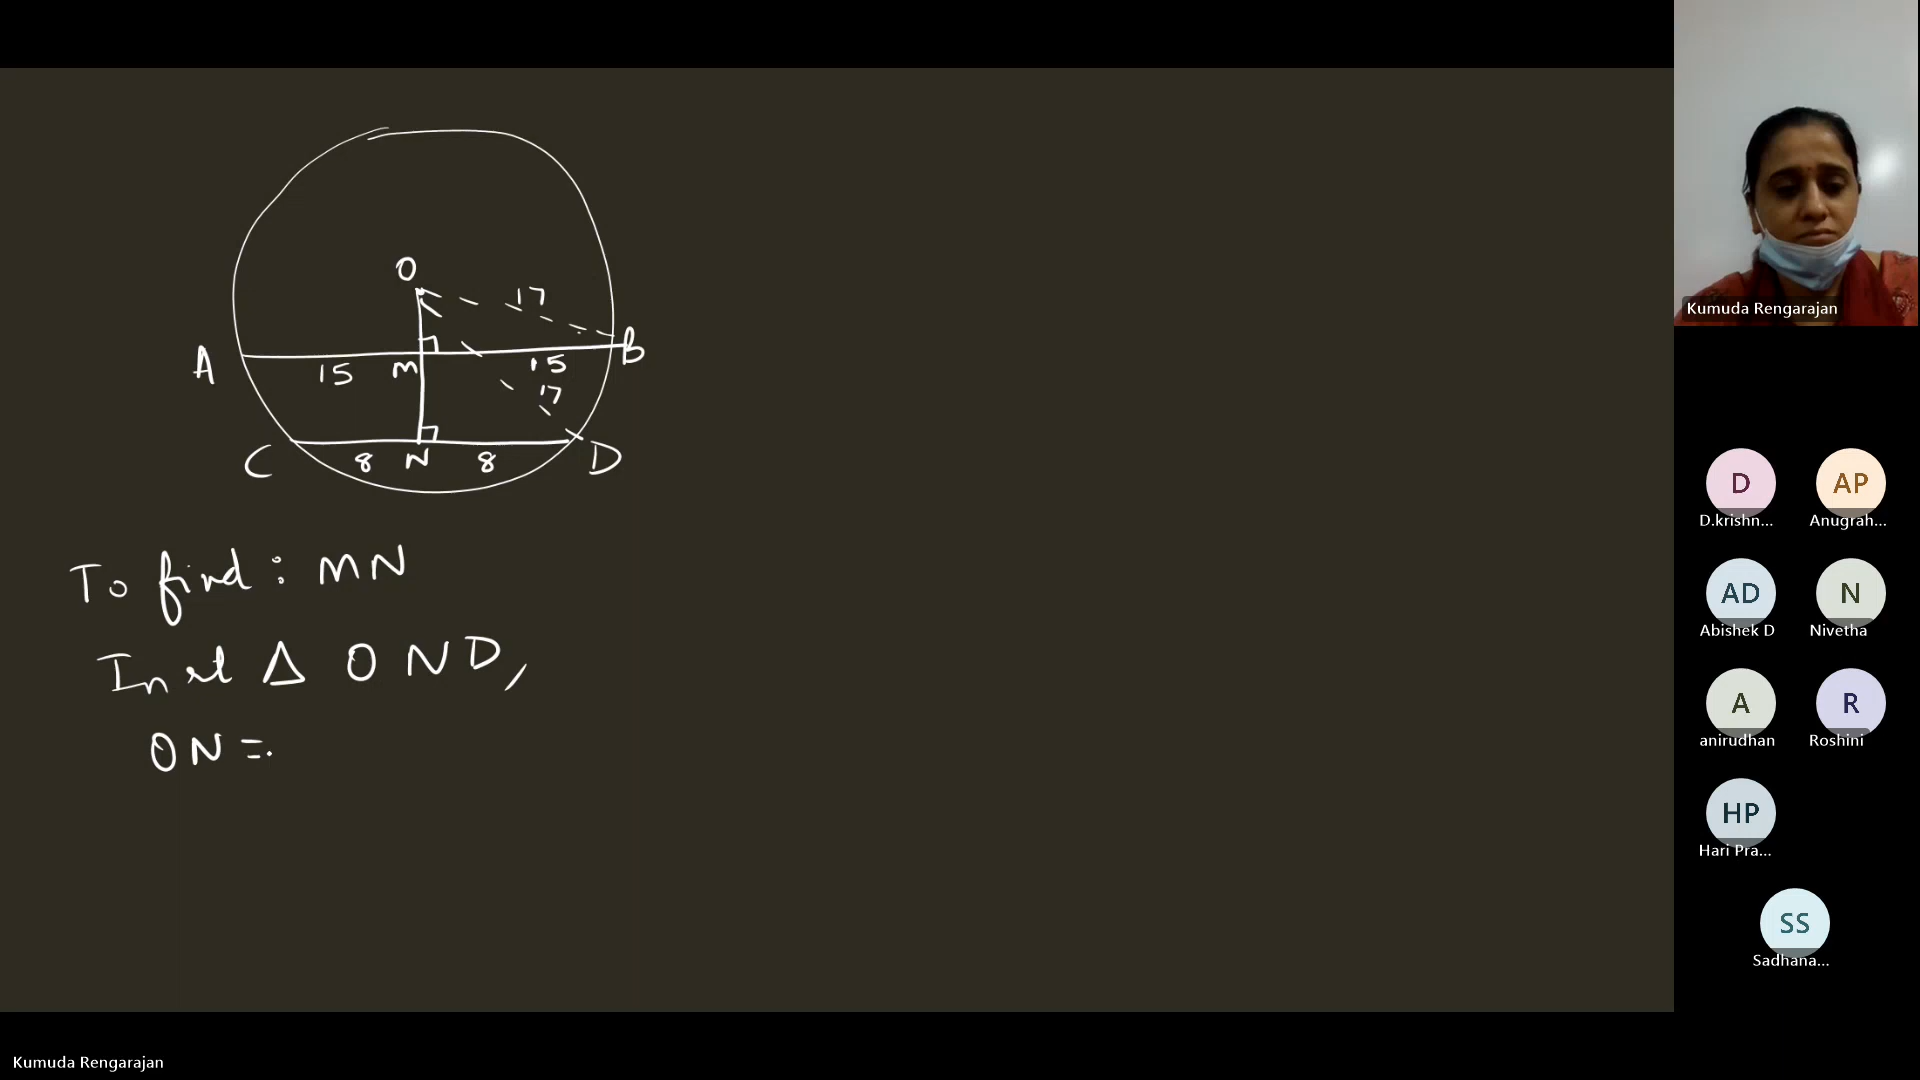 O
17
A
15
M
15
B
17
C
8
N
8
D
To find : MN
In rt Δ OND,
ON =
Kumuda Rengarajan
D
AP
D.krishn...
Anugrah...
AD
N
Abishek D
Nivetha
A
R
anirudhan
Roshini
HP
Hari Pra...
SS
Sadhana...
Kumuda Rengarajan